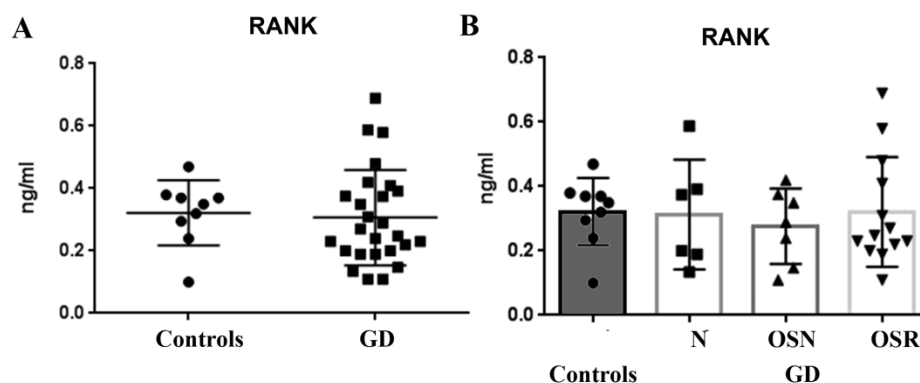 A
RANK
ng/ml
0.8
0.6
0.4
0.2
0.0
Controls GD
B
RANK
ng/ml
0.8
0.6
0.4
0.2
0.0
N OSN OSR
Controls GD